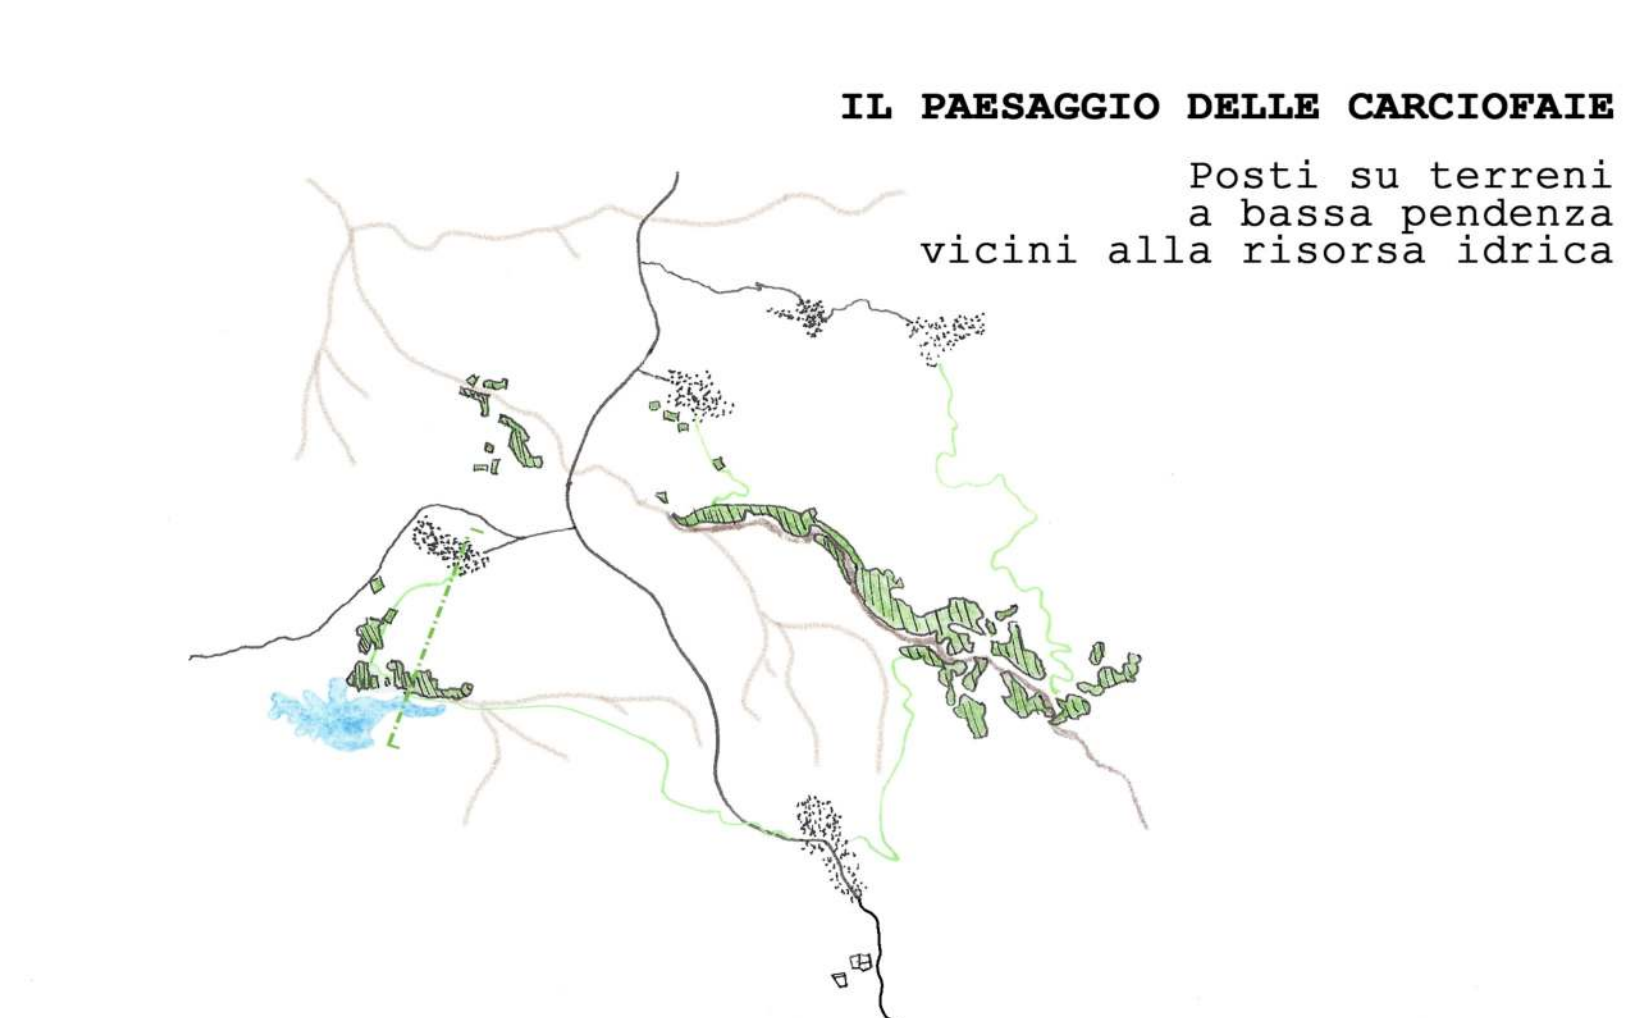 IL PAESAGGIO DELLE CARCIOFAIE
Posti su terreni
a bassa pendenza
vicini alla risorsa idrica